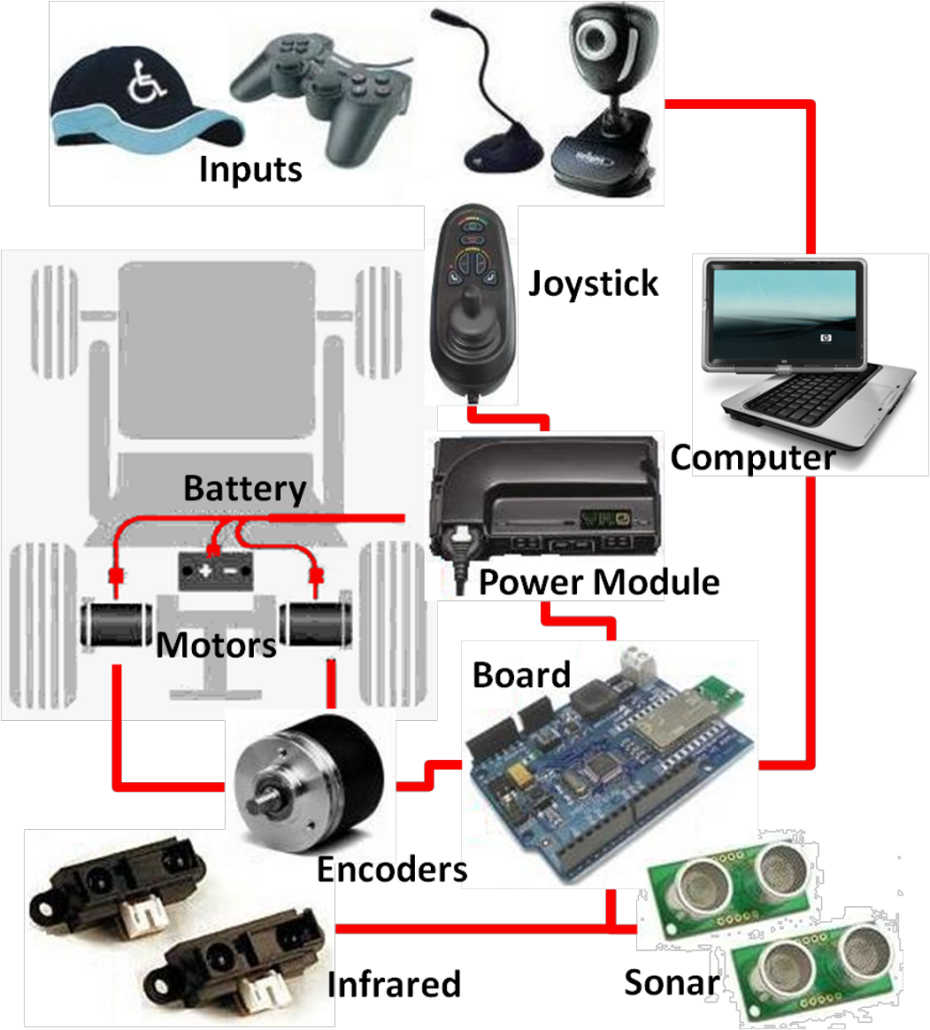 Inputs
Joystick
Computer
Battery
Power Module
Motors
Board
Encoders
Infrared
Sonar